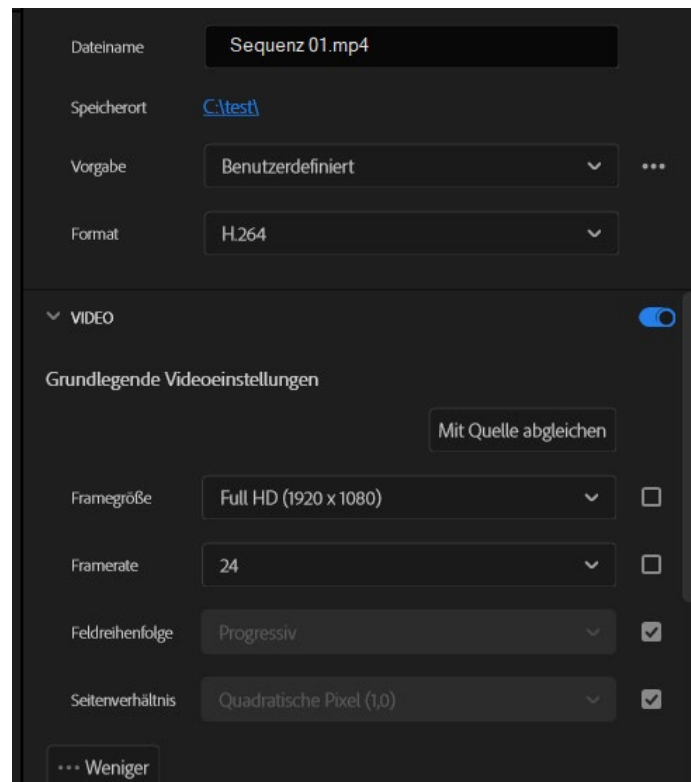 Dateiname Sequenz 01.mp4
Speicherort C:\test\
Vorgabe Benutzerdefiniert
Format H.264
VIDEO
Grundlegende Videoeinstellungen
Mit Quelle abgleichen
Framegröße Full HD (1920 x 1080)
Framerate 24
Feldreihenfolge Progressiv
Seitenverhältnis Quadratische Pixel (1,0)
Weniger